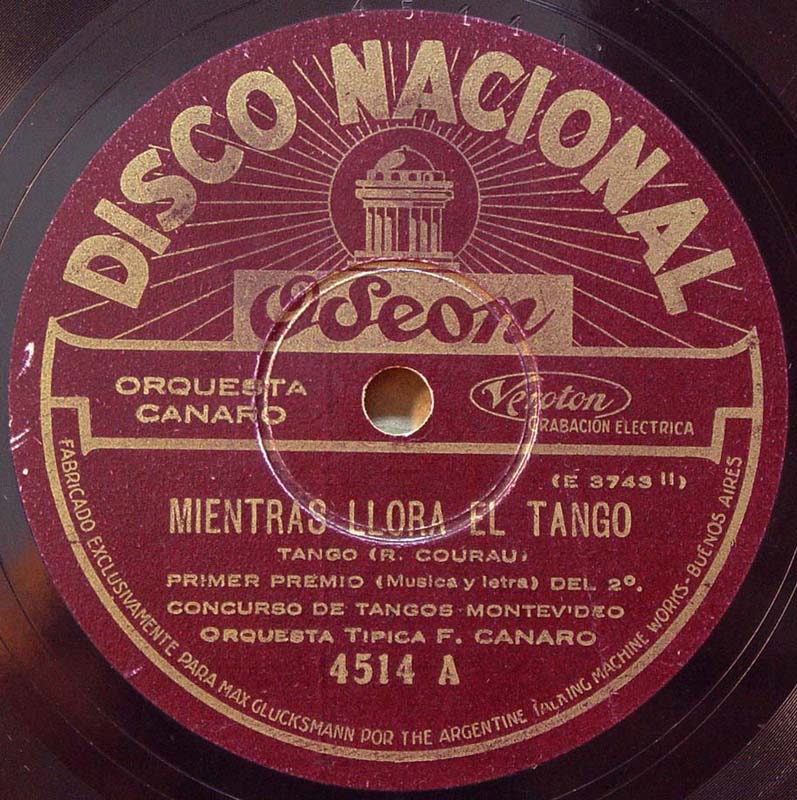 DISCO NACIONAL
Odeon
ORQUESTA
CANARO
Veroton
GRABACIÓN ELECTRICA
(E 3743 II)
MIENTRAS LLORA EL TANGO
TANGO (R. COURAU)
PRIMER PREMIO (Musica y letra) DEL 2º.
CONCURSO DE TANGOS MONTEVIDEO
ORQUESTA TIPICA F. CANARO
4514 A
FABRICADO EXCLUSIVAMENTE PARA MAX GLUCKSMANN POR THE ARGENTINE TALKING MACHINE WORKS-BUENOS AIRES